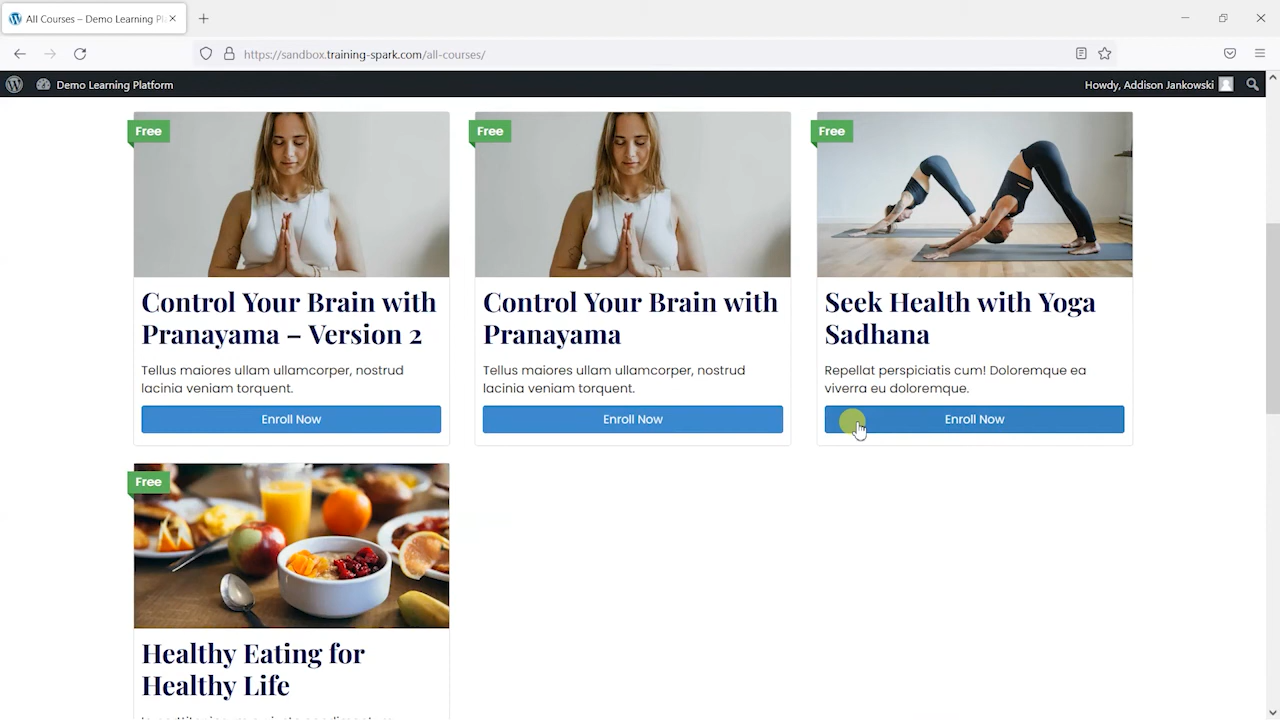 All Courses – Demo Learning Pl
https://sandbox.training-spark.com/all-courses/
Demo Learning Platform
Howdy, Addison Jankowski
Free
Free
Free
Control Your Brain with
Pranayama – Version 2
Tellus maiores ullam ullamcorper, nostrud
lacinia veniam torquent.
Enroll Now
Control Your Brain with
Pranayama
Tellus maiores ullam ullamcorper, nostrud
lacinia veniam torquent.
Enroll Now
Seek Health with Yoga
Sadhana
Repellat perspiciatis cum! Doloremque ea
viverra eu doloremque.
Enroll Now
Free
Healthy Eating for
Healthy Life